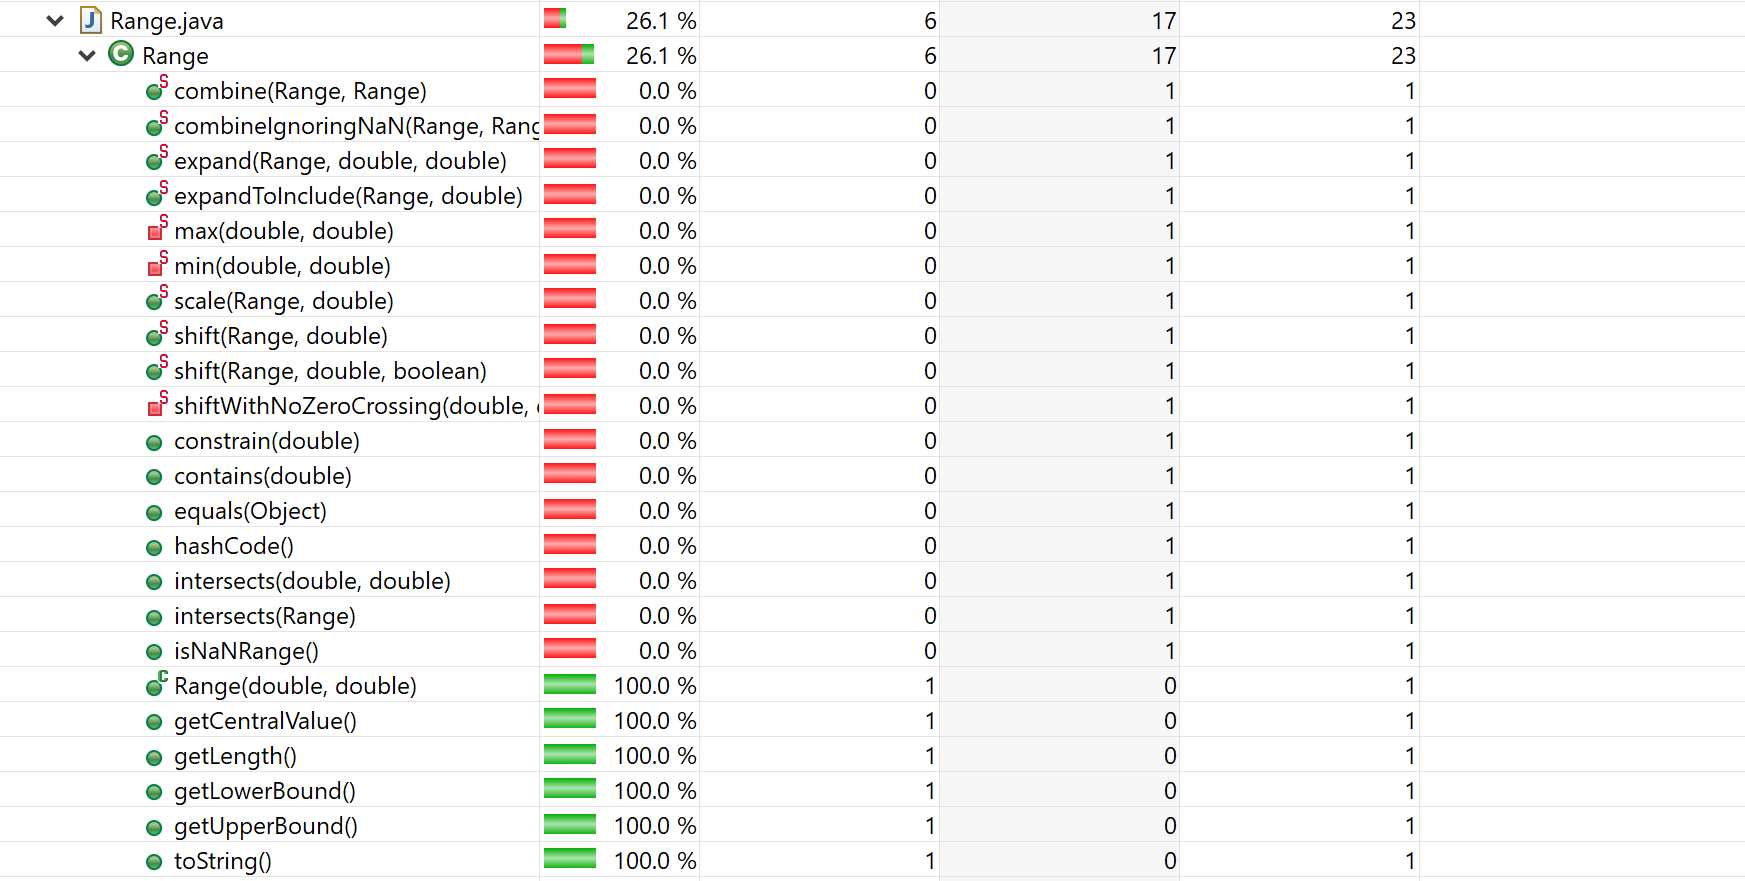 Range.java 26.1 % 6 17 23
Range 26.1 % 6 17 23
combine(Range, Range) 0.0 % 0 1 1
combineIgnoringNaN(Range, Rang 0.0 % 0 1 1
expand(Range, double, double) 0.0 % 0 1 1
expandToInclude(Range, double) 0.0 % 0 1 1
max(double, double) 0.0 % 0 1 1
min(double, double) 0.0 % 0 1 1
scale(Range, double) 0.0 % 0 1 1
shift(Range, double) 0.0 % 0 1 1
shift(Range, double, boolean) 0.0 % 0 1 1
shiftWithNoZeroCrossing(double, 0.0 % 0 1 1
constrain(double) 0.0 % 0 1 1
contains(double) 0.0 % 0 1 1
equals(Object) 0.0 % 0 1 1
hashCode() 0.0 % 0 1 1
intersects(double, double) 0.0 % 0 1 1
intersects(Range) 0.0 % 0 1 1
isNaNRange() 0.0 % 0 1 1
Range(double, double) 100.0 % 1 0 1
getCentralValue() 100.0 % 1 0 1
getLength() 100.0 % 1 0 1
getLowerBound() 100.0 % 1 0 1
getUpperBound() 100.0 % 1 0 1
toString() 100.0 % 1 0 1